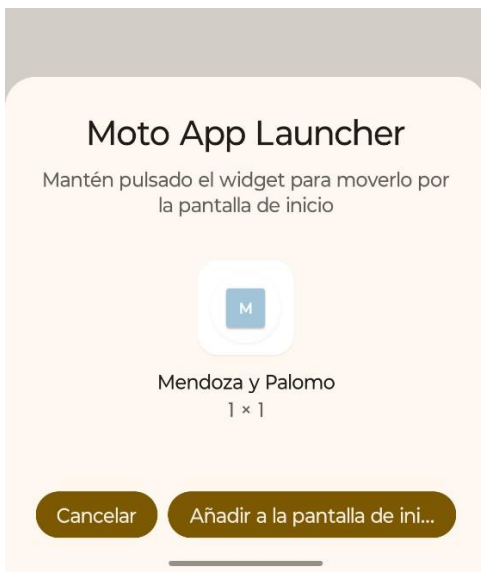 Moto App Launcher
Mantén pulsado el widget para moverlo por
la pantalla de inicio
M
Mendoza y Palomo
1 × 1
Cancelar
Añadir a la pantalla de ini...